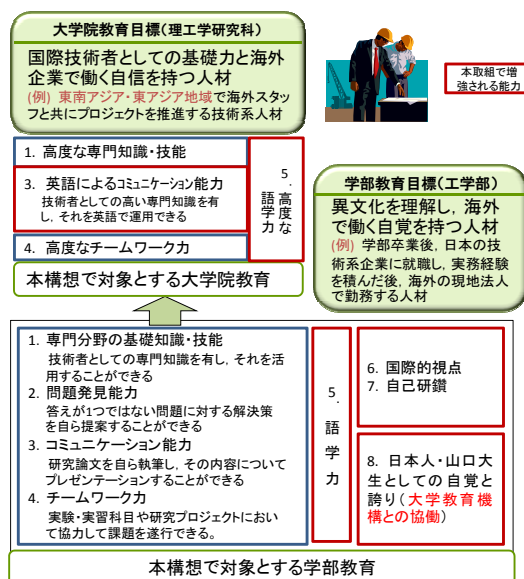 大学院教育目標（理工学研究科）
国際技術者としての基礎力と海外
企業で働く自信を持つ人材
(例) 東南アジア・東アジア地域で海外スタッ
フと共にプロジェクトを推進する技術系人材
本取組で増
強される能力
1. 高度な専門知識・技能
3. 英語によるコミュニケーション能力
技術者としての高い専門知識を有
し、それを英語で運用できる
4. 高度なチームワーク力
5．高度な
語学力
本構想で対象とする大学院教育
学部教育目標（工学部）
異文化を理解し，海外
で働く自覚を持つ人材
(例) 学部卒業後，日本の技
術系企業に就職し，実務経験
を積んだ後，海外の現地法人
で勤務する人材
1. 専門分野の基礎知識・技能
技術者としての専門知識を有し，それを活
用することができる
2. 問題発見能力
答えが1つではない問題に対する解決策
を自ら提案することができる
3. コミュニケーション能力
研究論文を自ら執筆し，その内容について
プレゼンテーションすることができる
4. チームワーク力
実験・実習科目や研究プロジェクトにおい
て協力して課題を遂行できる。
5．語学力
6. 国際的視点
7. 自己研鑽
8. 日本人・山口大
生としての自覚と
誇り（大学教育機
構との協働）
本構想で対象とする学部教育